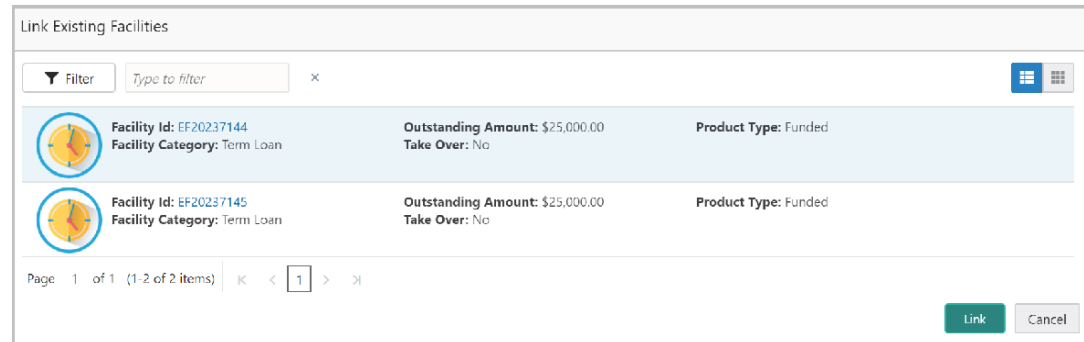 Link Existing Facilities
Filter Type to filter ×
Facility Id: EF20237144 Outstanding Amount: $25,000.00 Product Type: Funded
Facility Category: Term Loan Take Over: No
Facility Id: EF20237145 Outstanding Amount: $25,000.00 Product Type: Funded
Facility Category: Term Loan Take Over: No
Page 1 of 1 (1-2 of 2 items) 1
Link Cancel